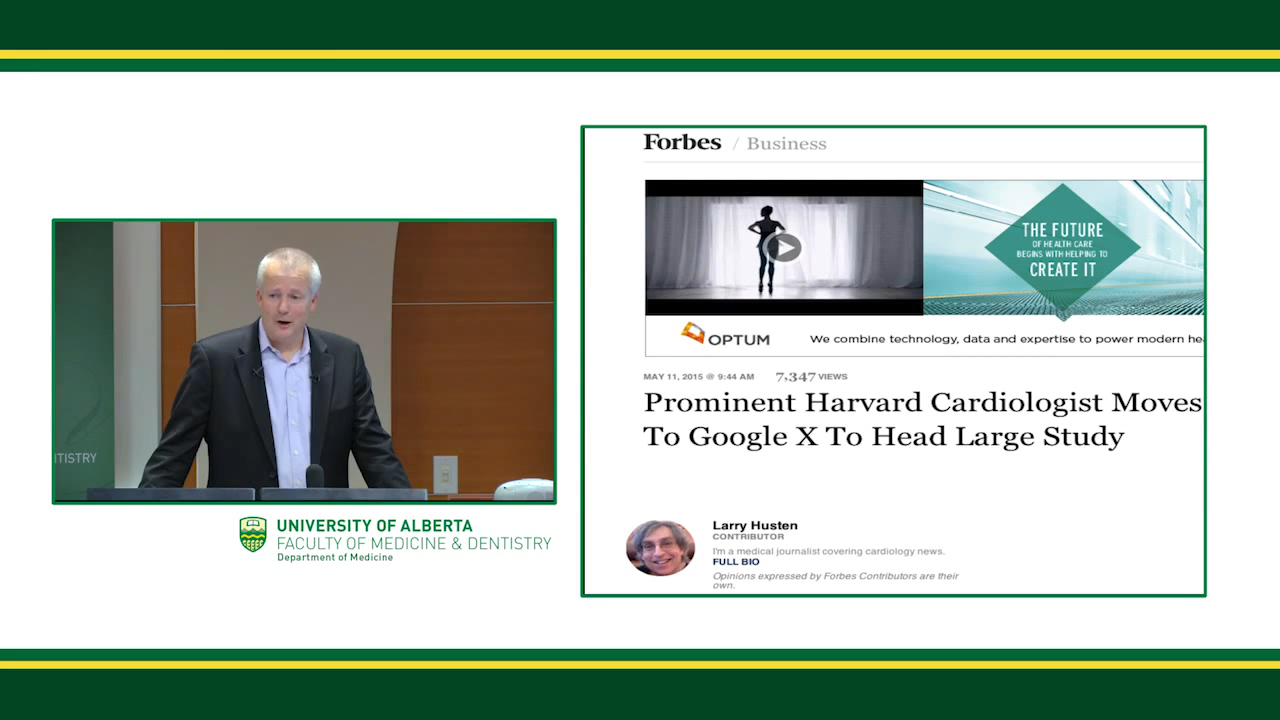 TISTRY
UNIVERSITY OF ALBERTA
FACULTY OF MEDICINE & DENTISTRY
Department of Medicine
Forbes / Business
THE FUTURE
OF HEALTH CARE
BEGINS WITH HELPING TO
CREATE IT
OPTUM
We combine technology, data and expertise to power modern he
MAY 11, 2015 @ 9:44 AM 7,347 VIEWS
Prominent Harvard Cardiologist Moves
To Google X To Head Large Study
Larry Husten
CONTRIBUTOR
I'm a medical journalist covering cardiology news.
FULL BIO
Opinions expressed by Forbes Contributors are their
own.